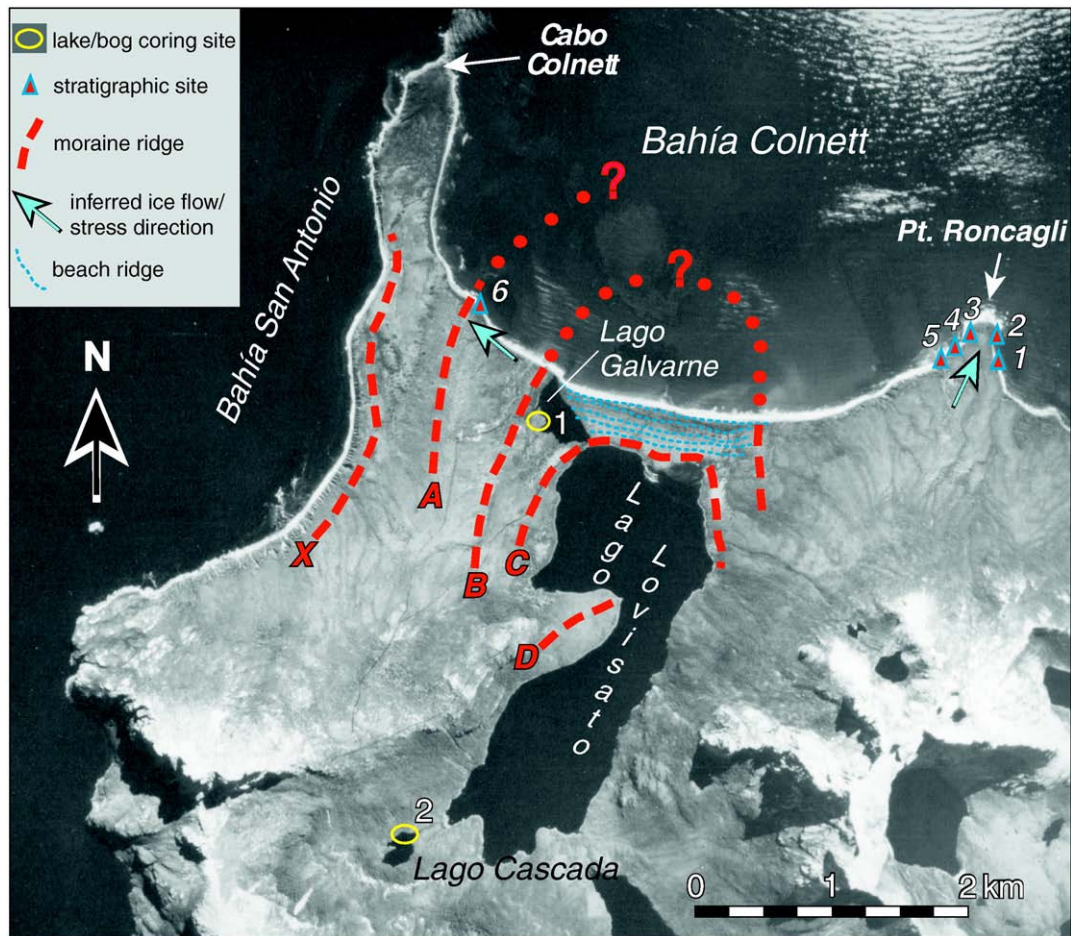 lake/bog coring site
stratigraphic site
moraine ridge
inferred ice flow/
stress direction
beach ridge
Cabo
Colnett
Bahía Colnett
Bahía San Antonio
Pt. Roncagli
?
?
6
Lago
Galvarne
1
5
4
3
2
1
N
A
X
B
C
D
Lago
Lovisato
2
Lago Cascada
0
1
2 km